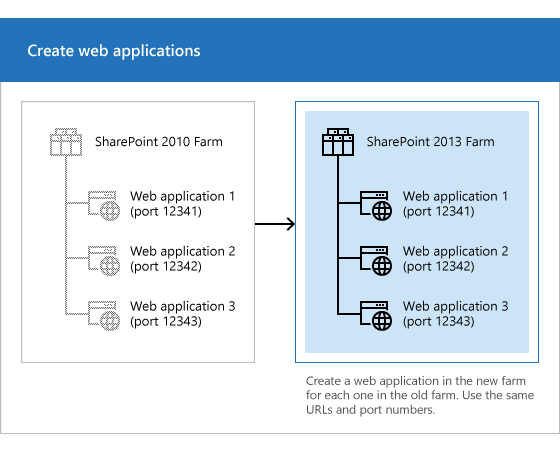 Create web applications
SharePoint 2010 Farm
Web application 1
(port 12341)
Web application 2
(port 12342)
Web application 3
(port 12343)
SharePoint 2013 Farm
Web application 1
(port 12341)
Web application 2
(port 12342)
Web application 3
(port 12343)
Create a web application in the new farm
for each one in the old farm. Use the same
URLs and port numbers.